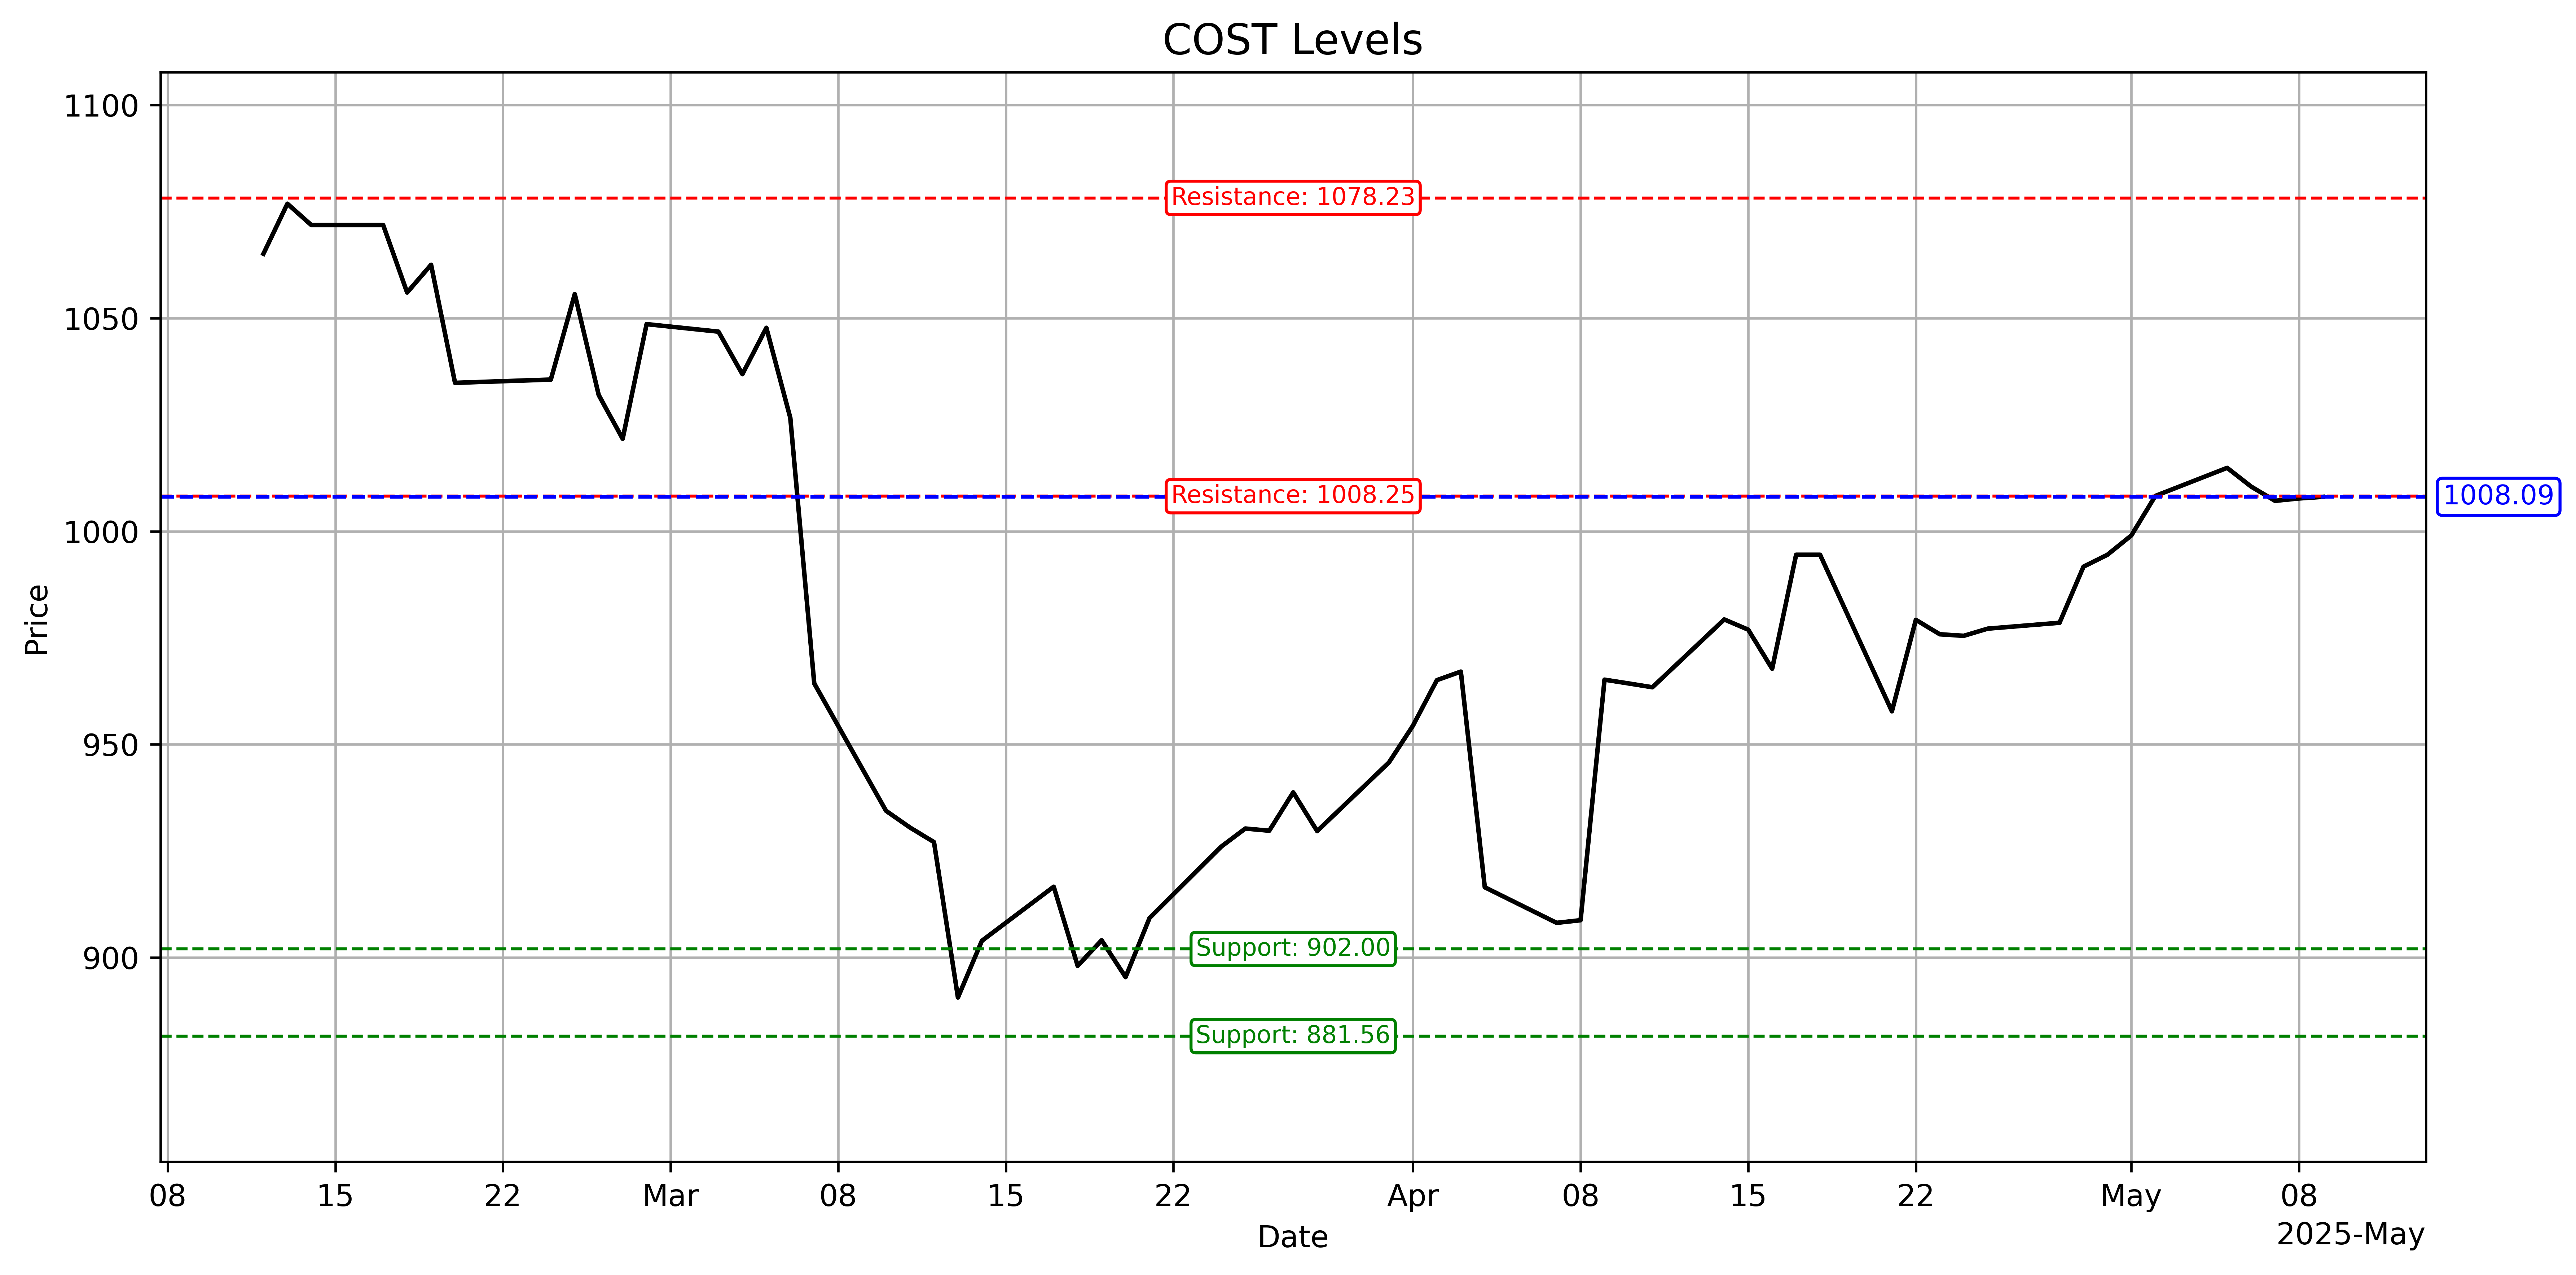 COST Levels
1100
Resistance: 1078.23
1050
Resistance: 1008.25
1008.09
1000
Price
950
Support: 902.00
900
Support: 881.56
08 15 22 Mar 08 15 22 Apr 08 15 22 May 08
Date
2025-May